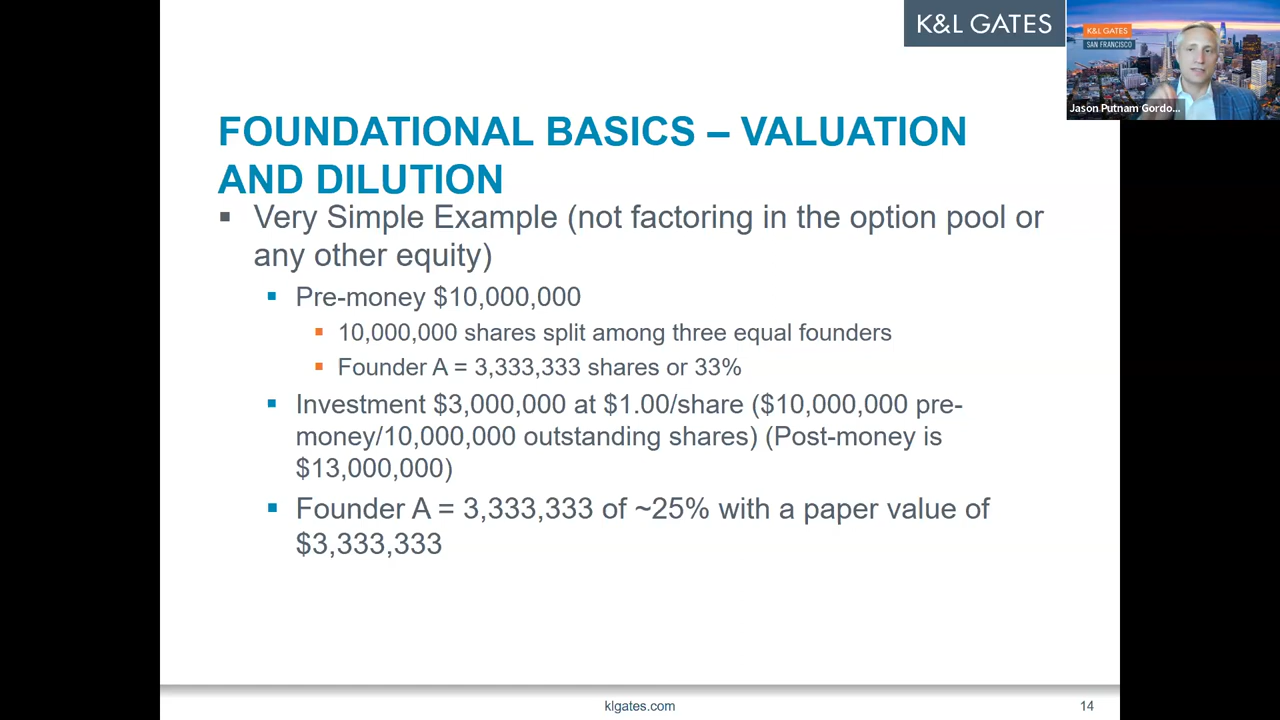 K&L GATES
K&L GATES
SAN FRANCISCO
Jason Putnam Gordo...
FOUNDATIONAL BASICS – VALUATION
AND DILUTION
▪ Very Simple Example (not factoring in the option pool or
any other equity)
▪ Pre-money $10,000,000
▪ 10,000,000 shares split among three equal founders
▪ Founder A = 3,333,333 shares or 33%
▪ Investment $3,000,000 at $1.00/share ($10,000,000 pre-
money/10,000,000 outstanding shares) (Post-money is
$13,000,000)
▪ Founder A = 3,333,333 of ~25% with a paper value of
$3,333,333
klgates.com
14